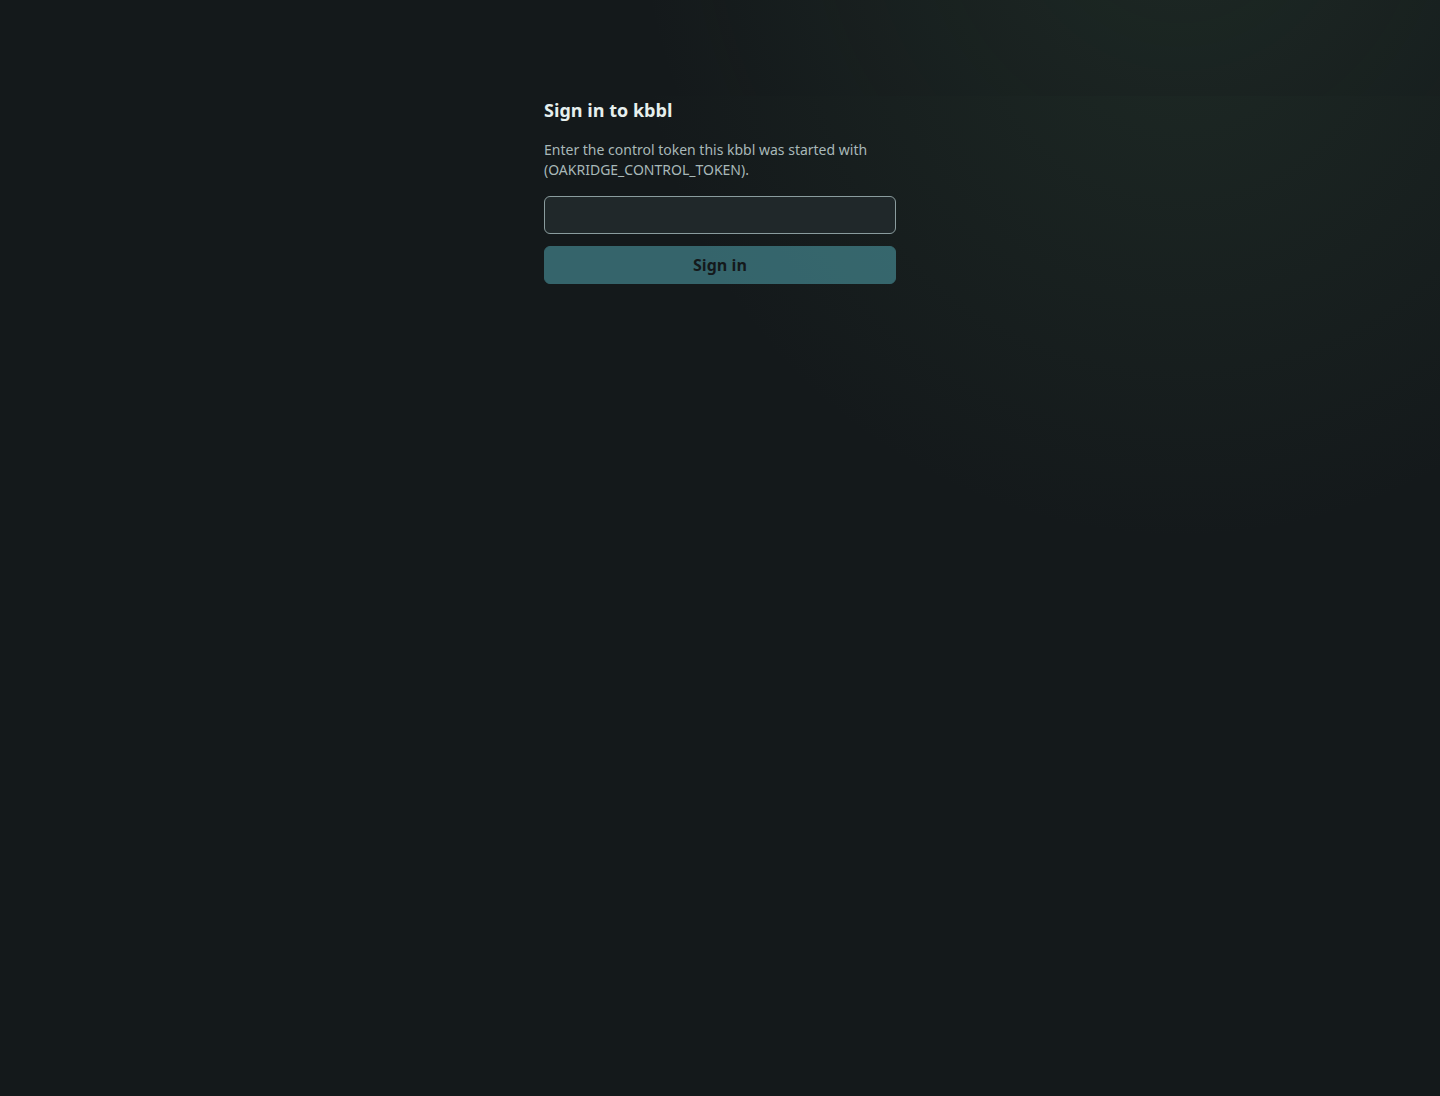 Sign in to kbbl
Enter the control token this kbbl was started with
(OAKRIDGE_CONTROL_TOKEN).
Sign in